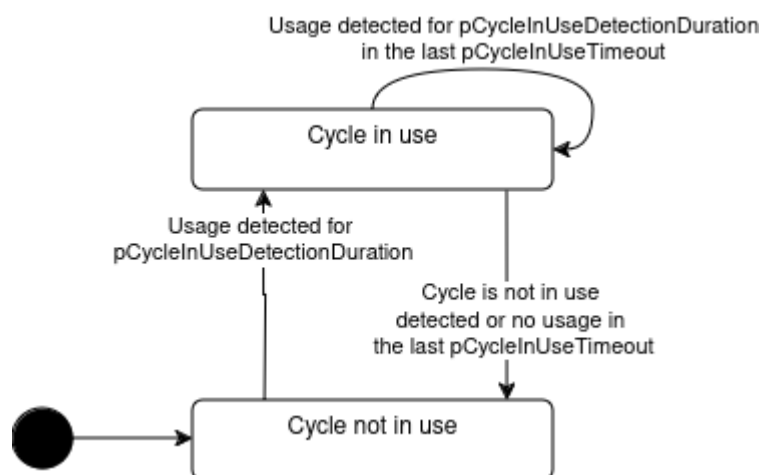 Usage detected for pCycleInUseDetectionDuration
in the last pCycleInUseTimeout
Cycle in use
Usage detected for
pCycleInUseDetectionDuration
Cycle is not in use
detected or no usage in
the last pCycleInUseTimeout
Cycle not in use